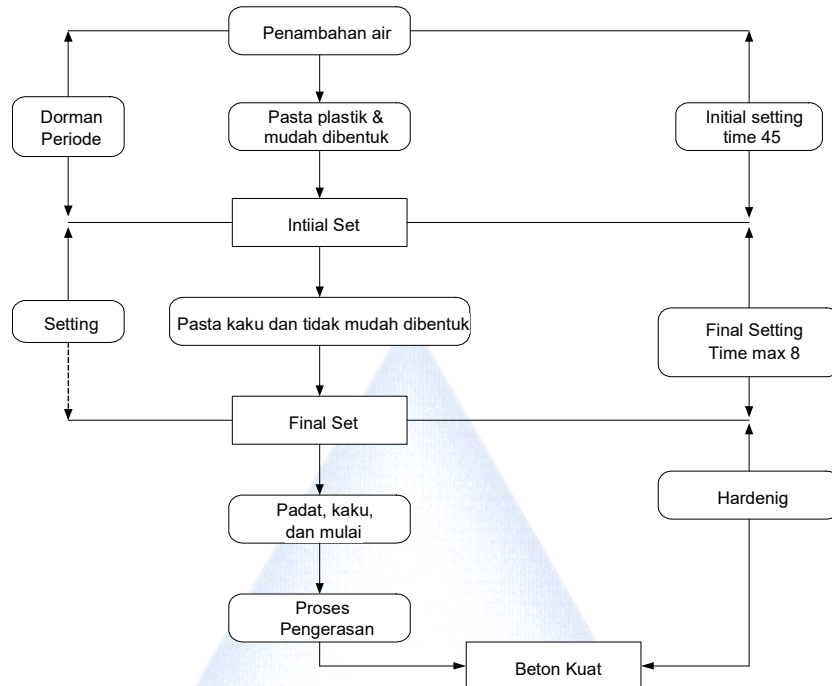 Penambahan air
Dorman
Periode
Pasta plastik &
mudah dibentuk
Initial setting
time 45
Intiial Set
Setting
Pasta kaku dan tidak mudah dibentuk
Final Setting
Time max 8
Final Set
Padat, kaku,
dan mulai
Hardenig
Proses
Pengerasan
Beton Kuat